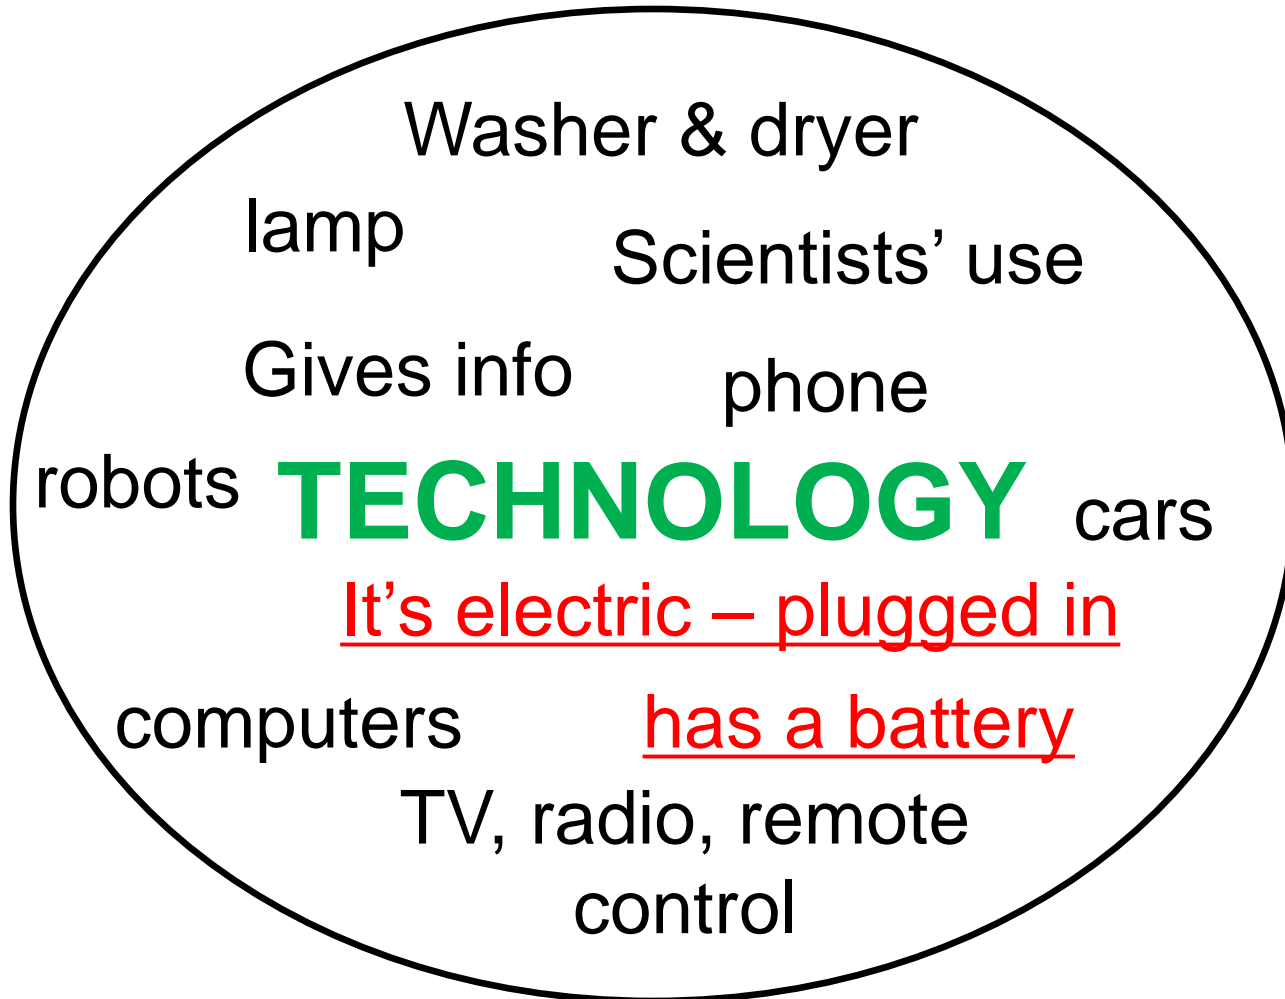 Washer & dryer
lamp
Scientists’ use
Gives info
phone
robots
TECHNOLOGY
cars
It’s electric – plugged in
computers
has a battery
TV, radio, remote
control